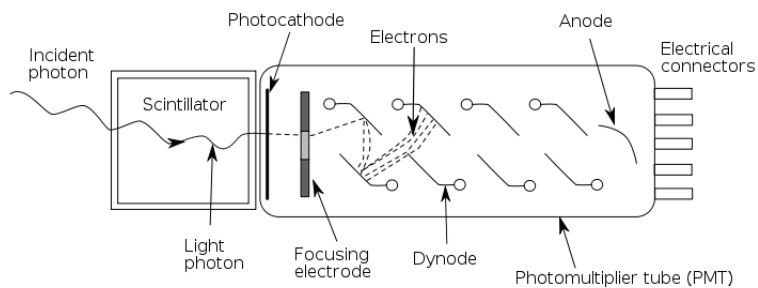 Photocathode
Electrons
Anode
Incident
photon
Electrical
connectors
Scintillator
Light
photon
Focusing
electrode
Dynode
Photomultiplier tube (PMT)